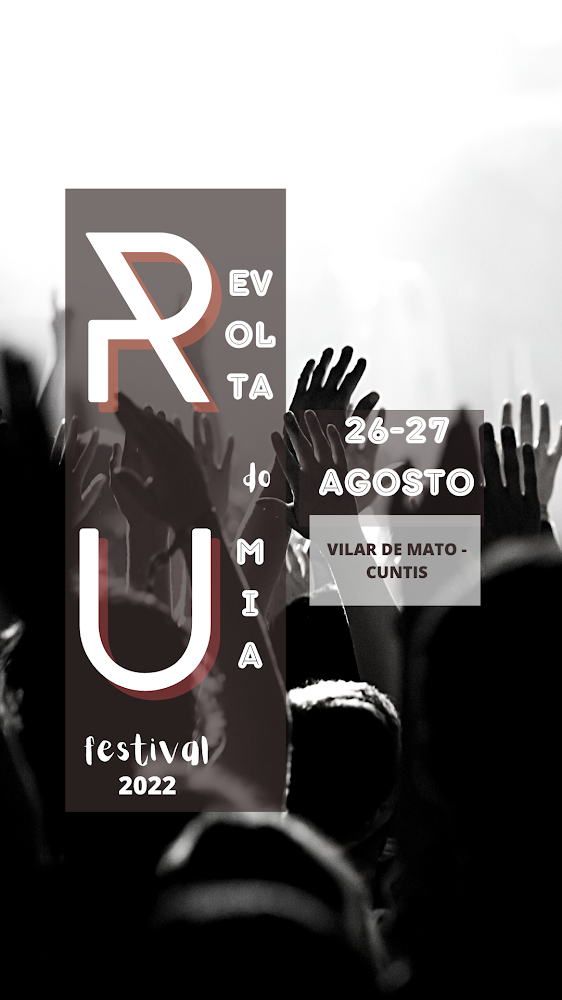 R EV
OL
TA
do
U M
I
A
festival
2022
26-27
AGOSTO
VILAR DE MATO -
CUNTIS